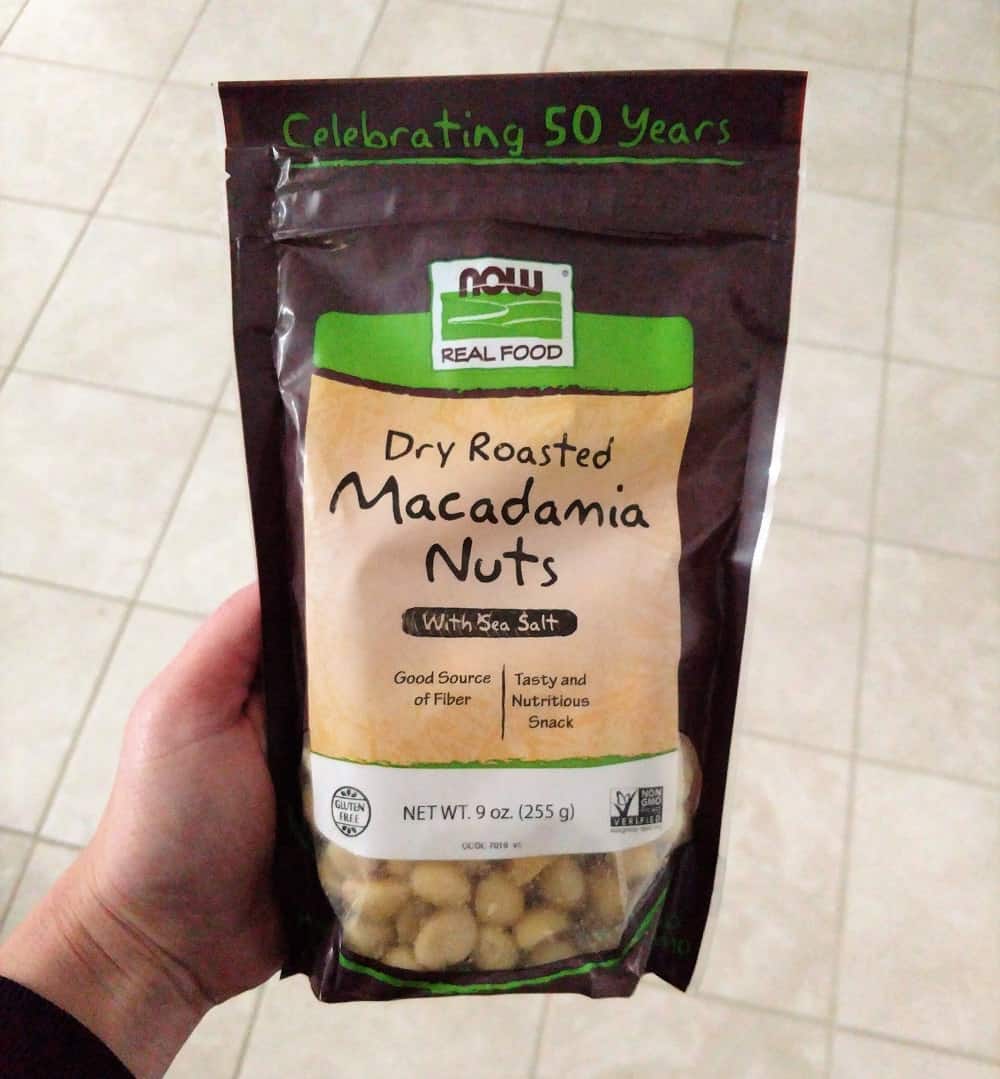 Celebrating 50 Years
now
REAL FOOD
Dry Roasted
Macadamia
Nuts
With Sea Salt
Good Source
of Fiber
Tasty and
Nutritious
Snack
GLUTEN
FREE
NET WT. 9 oz. (255 g)
NON
GMO
VERIFIED